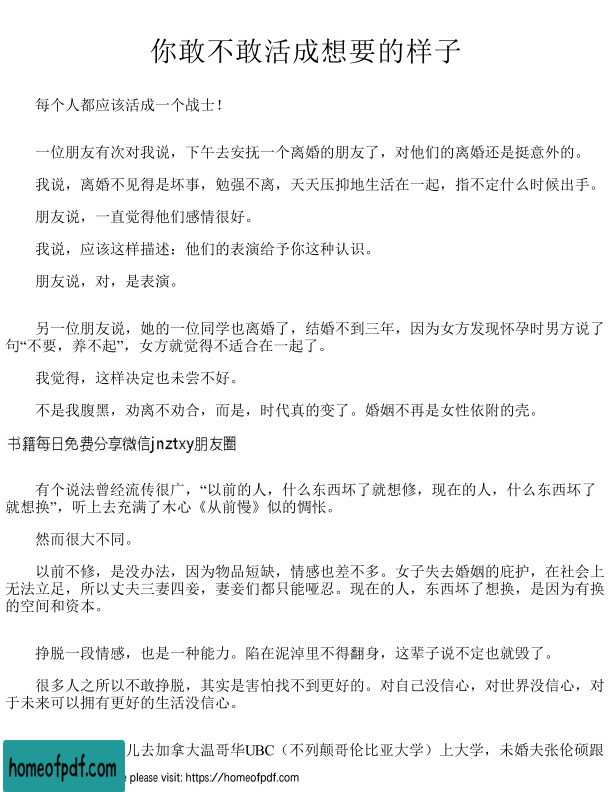 你敢不敢活成想要的样子
每个人都应该活成一个战士！
一位朋友有次对我说，下午去安抚一个离婚的朋友了，对他们的离婚还是挺意外的。
我说，离婚不见得是坏事，勉强不离，天天压抑地生活在一起，指不定什么时候出手。
朋友说，一直觉得他们感情很好。
我说，应该这样描述：他们的表演给予你这种认识。
朋友说，对，是表演。
另一位朋友说，她的一位同学也离婚了，结婚不到三年，因为女方发现怀孕时男方说了
句“不要，养不起”，女方就觉得不适合在一起了。
我觉得，这样决定也未尝不好。
不是我腹黑，劝离不劝合，而是，时代真的变了。婚姻不再是女性依附的壳。
书籍每日免费分享微信jnztxy朋友圈
有个说法曾经流传很广，“以前的人，什么东西坏了就想修，现在的人，什么东西坏了
就想换”，听上去充满了木心《从前慢》似的惆怅。
然而很大不同。
以前不修，是没办法，因为物品短缺，情感也差不多。女子失去婚姻的庇护，在社会上
无法立足，所以丈夫三妻四妾，妻妾们都只能哑忍。现在的人，东西坏了想换，是因为有换
的空间和资本。
挣脱一段情感，也是一种能力。陷在泥淖里不得翻身，这辈子说不定也就毁了。
很多人之所以不敢挣脱，其实是害怕找不到更好的。对自己没信心，对世界没信心，对
于未来可以拥有更好的生活没信心。
儿去加拿大温哥华UBC（不列颠哥伦比亚大学）上大学，未婚夫张伦硕跟
homeofpdf.com
please visit: https://homeofpdf.com